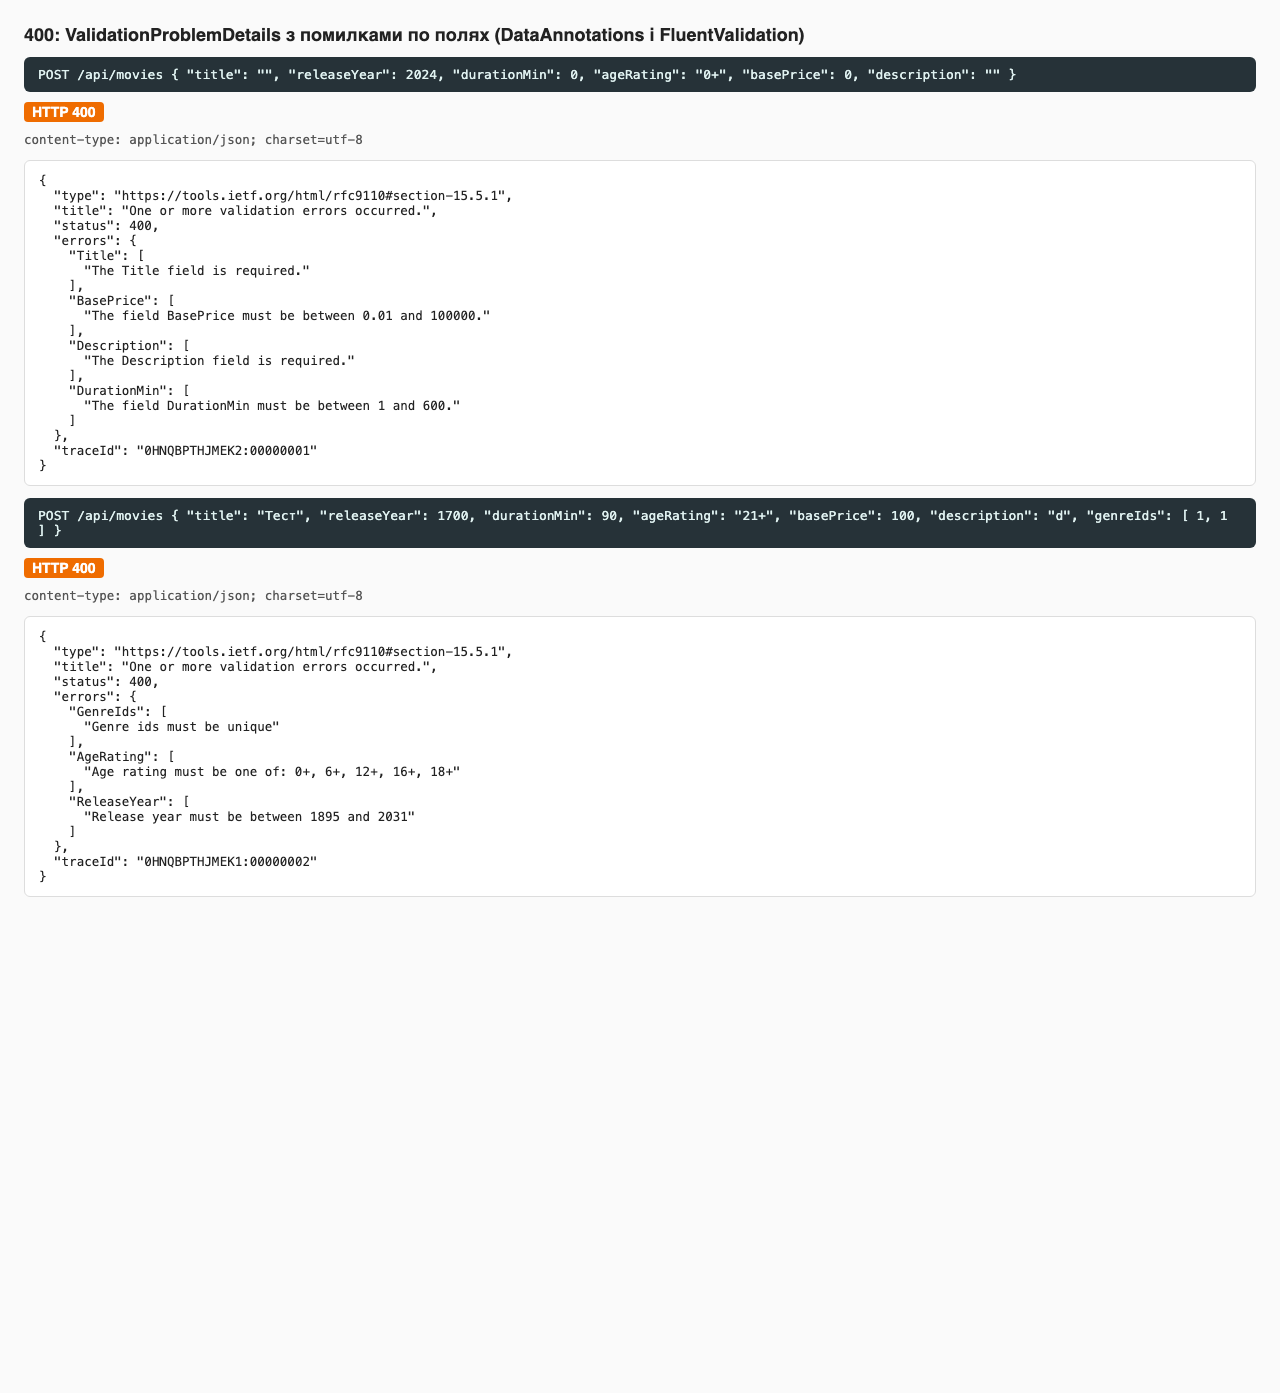 400: ValidationProblemDetails з помилками по полях (DataAnnotations і FluentValidation)
POST /api/movies { "title": "", "releaseYear": 2024, "durationMin": 0, "ageRating": "0+", "basePrice": 0, "description": "" }
HTTP 400
content-type: application/json; charset=utf-8
{
  "type": "https://tools.ietf.org/html/rfc9110#section-15.5.1",
  "title": "One or more validation errors occurred.",
  "status": 400,
  "errors": {
    "Title": [
      "The Title field is required."
    ],
    "BasePrice": [
      "The field BasePrice must be between 0.01 and 100000."
    ],
    "Description": [
      "The Description field is required."
    ],
    "DurationMin": [
      "The field DurationMin must be between 1 and 600."
    ]
  },
  "traceId": "0HNQBPTHJMEK2:00000001"
}
POST /api/movies { "title": "Тест", "releaseYear": 1700, "durationMin": 90, "ageRating": "21+", "basePrice": 100, "description": "d", "genreIds": [ 1, 1
] }
HTTP 400
content-type: application/json; charset=utf-8
{
  "type": "https://tools.ietf.org/html/rfc9110#section-15.5.1",
  "title": "One or more validation errors occurred.",
  "status": 400,
  "errors": {
    "GenreIds": [
      "Genre ids must be unique"
    ],
    "AgeRating": [
      "Age rating must be one of: 0+, 6+, 12+, 16+, 18+"
    ],
    "ReleaseYear": [
      "Release year must be between 1895 and 2031"
    ]
  },
  "traceId": "0HNQBPTHJMEK1:00000002"
}